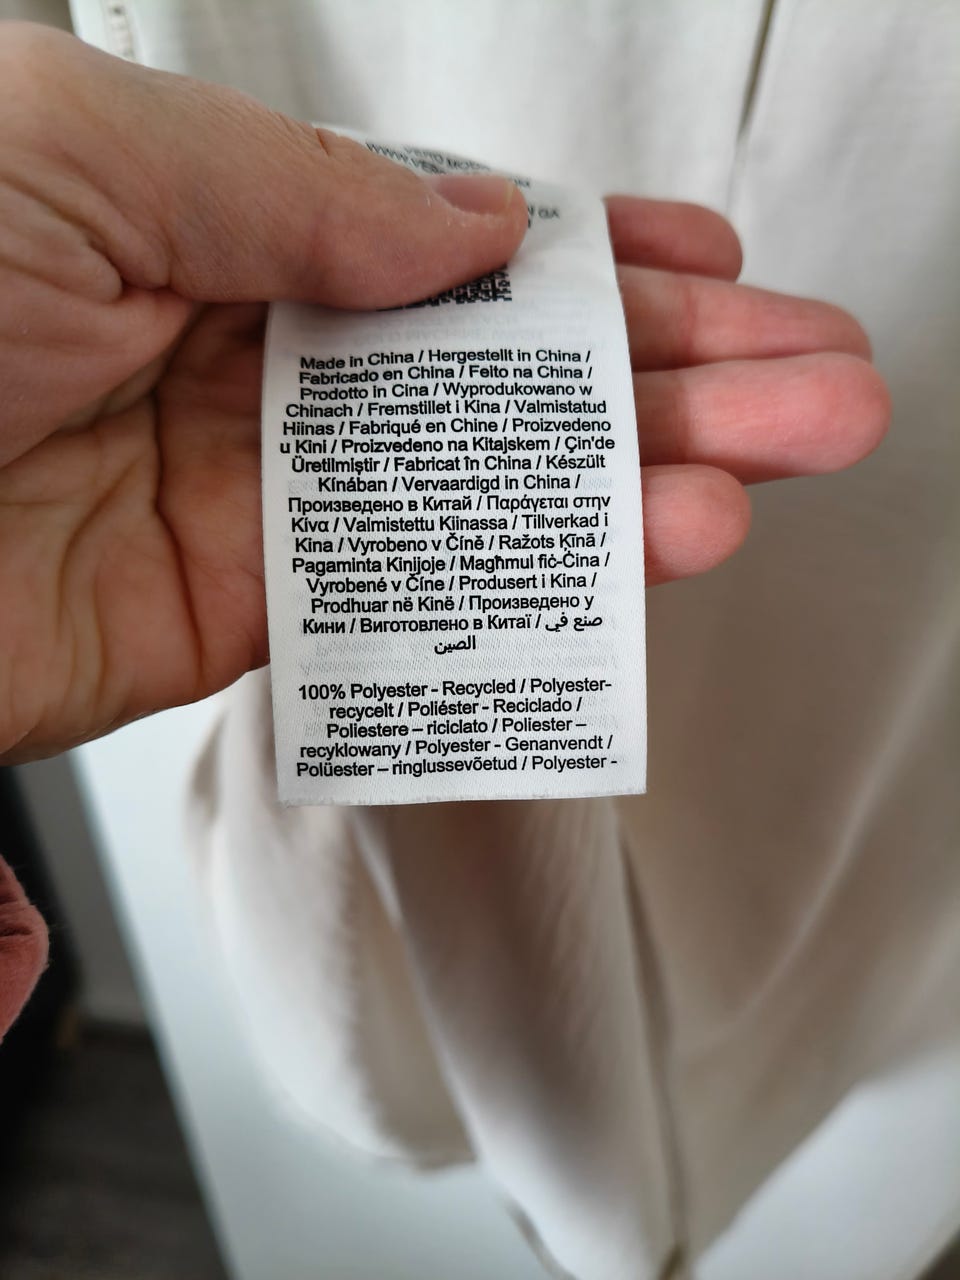 Made in China / Hergestellt in China /
Fabricado en China / Feito na China /
Prodotto in Cina / Wyprodukowano w
Chinach / Fremstillet i Kina / Valmistatud
Hiinas / Fabriqué en Chine / Proizvedeno
u Kini / Proizvedeno na Kitajskem / Çin'de
Üretilmiştir / Fabricat în China / Készült
Kínában / Vervaardigd in China /
Произведено в Китай / Παράγεται στην
Κίνα / Valmistettu Kiinassa / Tillverkad i
Kina / Vyrobeno v Číně / Ražots Ķīnā /
Pagaminta Kinijoje / Magħmul fiċ-Ċina /
Vyrobené v Číne / Produsert i Kina /
Prodhuar në Kinë / Произведено у
Кини / Виготовлено в Китаї / صنع في
الصين
100% Polyester - Recycled / Polyester-
recycelt / Poliéster - Reciclado /
Poliestere – riciclato / Poliester –
recyklowany / Polyester - Genanvendt /
Polüester – ringlussevõetud / Polyester -